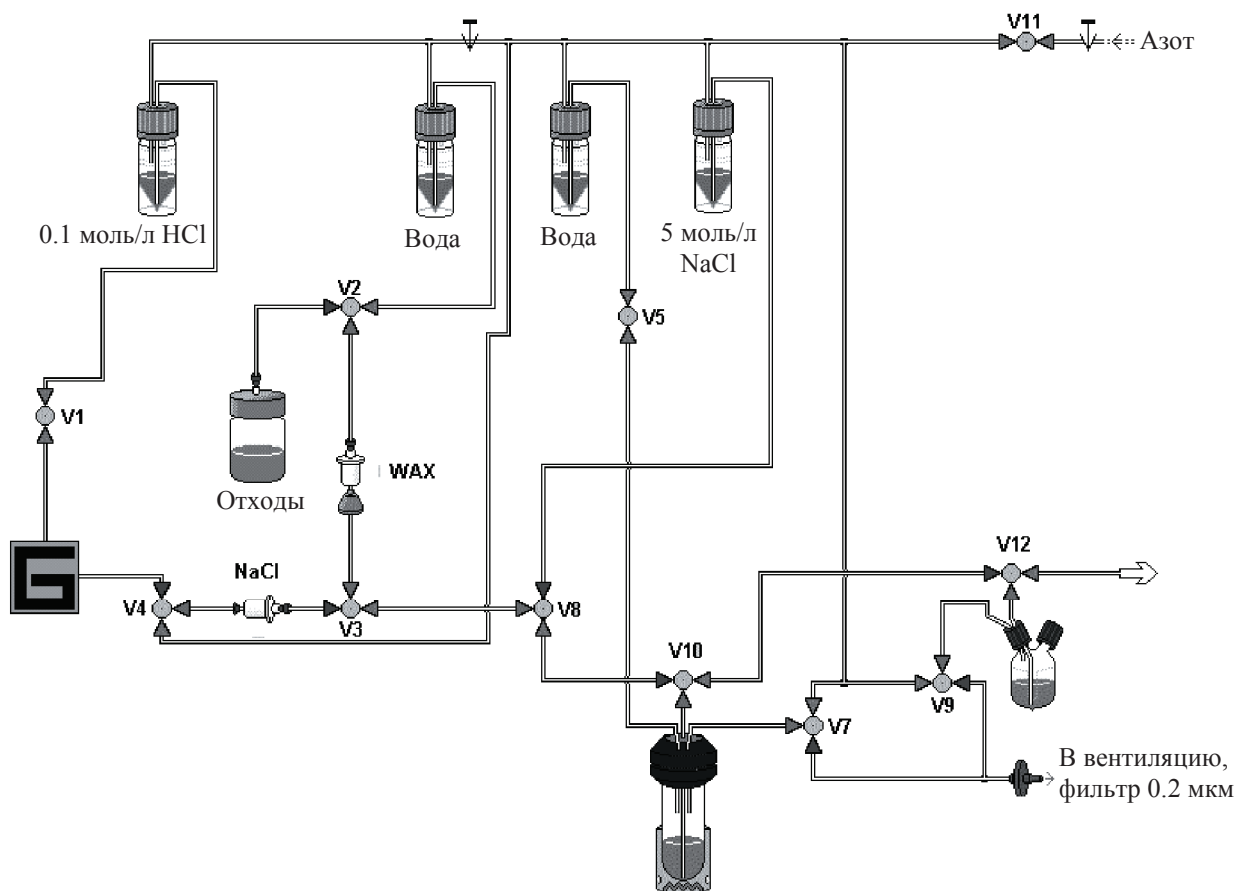 V11
Азот
0.1 моль/л HCl
Вода
Вода
5 моль/л
NaCl
V2
V5
V1
WAX
Отходы
V12
NaCl
V4
V3
V8
V10
V9
V7
В вентиляцию,
фильтр 0.2 мкм
G